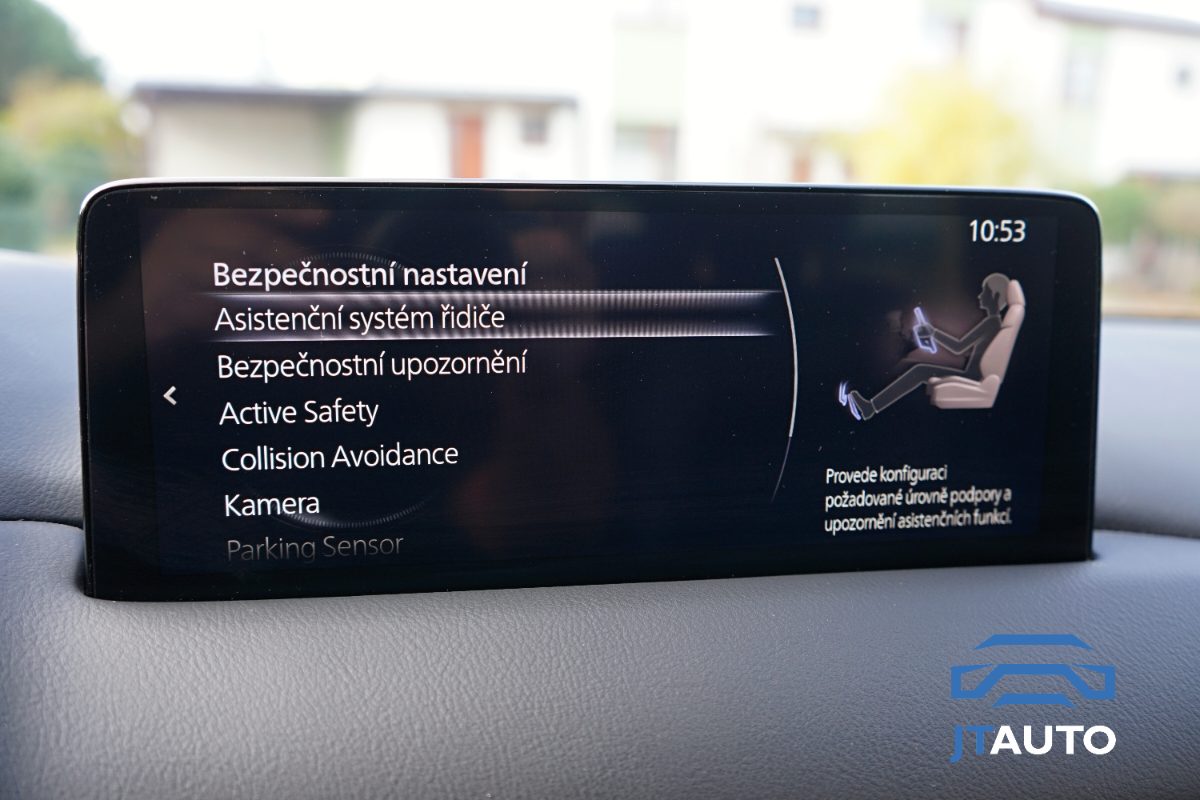 10:53
Bezpečnostní nastavení
Asistenční systém řidiče
Bezpečnostní upozornění
Active Safety
Collision Avoidance
Kamera
Parking Sensor
Provede konfiguraci
požadované úrovně podpory a
upozornění asistenčních funkcí.
JTAUTO